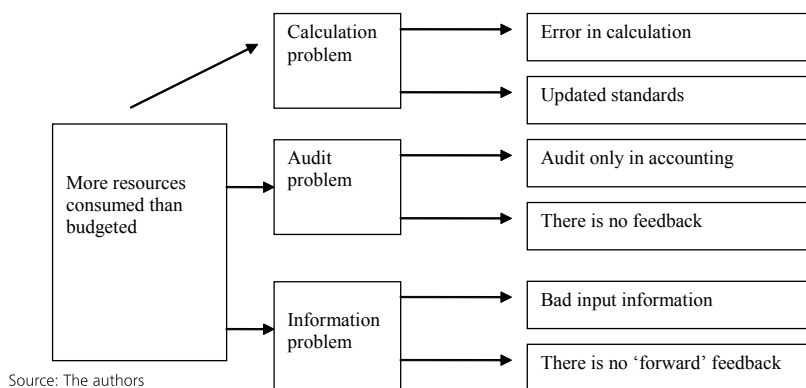 Calculation
problem
Error in calculation
Updated standards
More resources
consumed than
budgeted
Audit
problem
Audit only in accounting
There is no feedback
Information
problem
Bad input information
There is no ‘forward’ feedback
Source: The authors